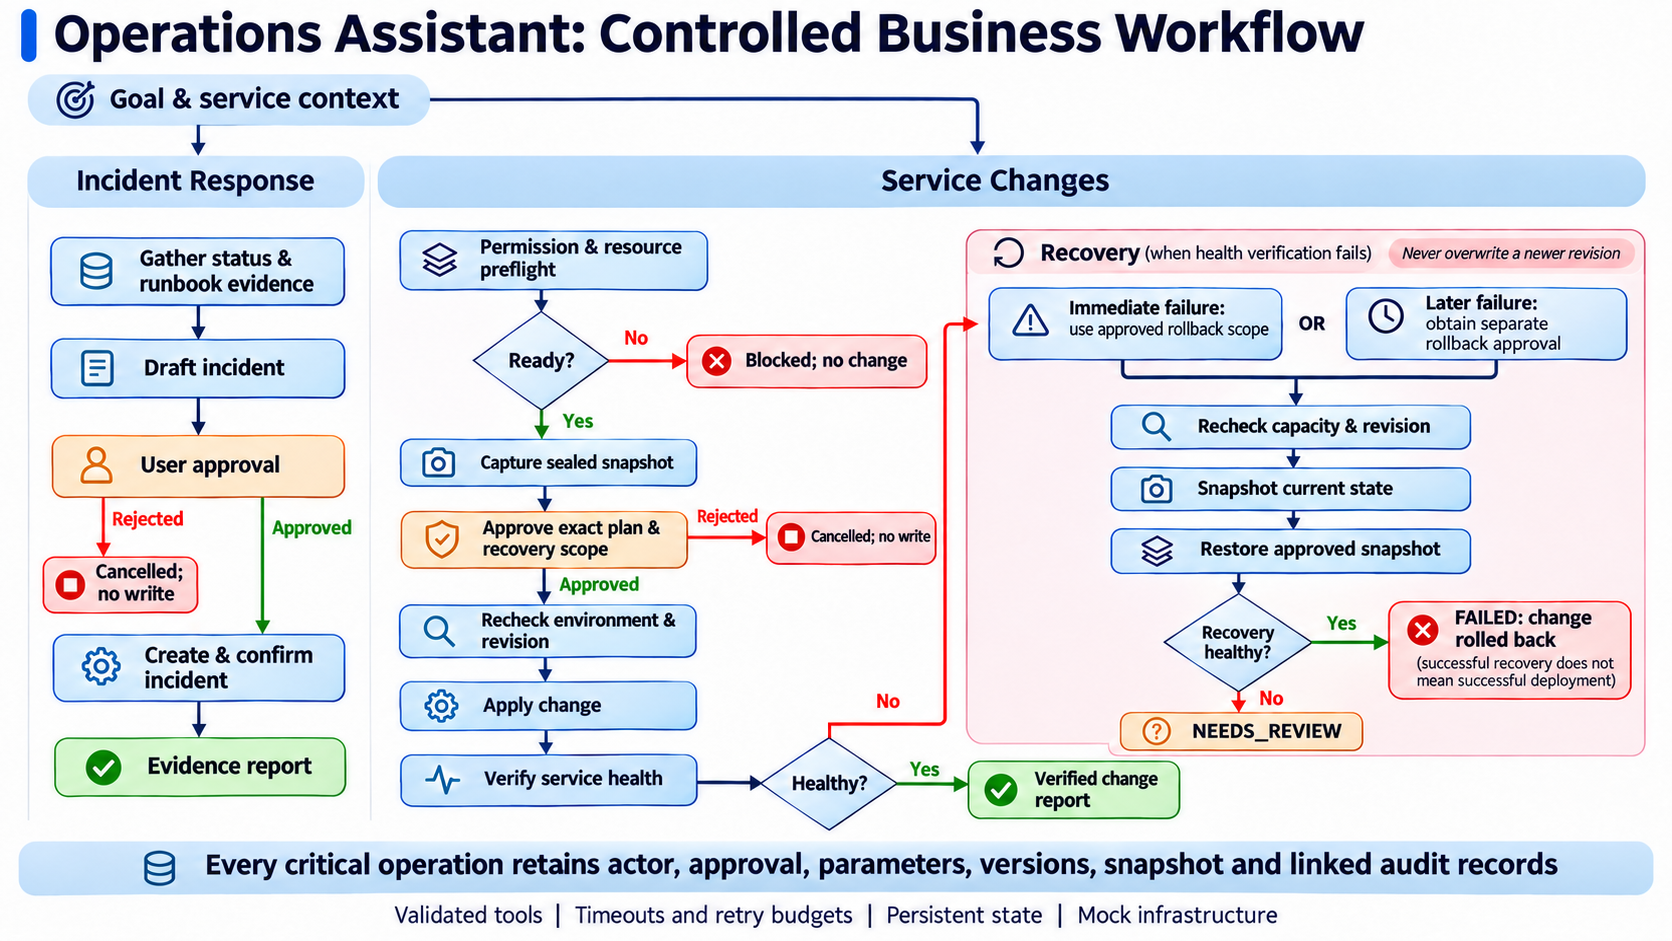 Operations Assistant: Controlled Business Workflow
Goal & service context
Incident Response
Gather status &
runbook evidence
Draft incident
User approval
Rejected
Approved
Cancelled;
no wriite
Create & confirm
incident
Evidence report
Service Changes
Permission & resource
preflight
Ready?
No
Blocked; no change
Yes
Capture sealed snapshot
Approve exact plan &
recovery scope
Rejected
Cancelled; no write
Approved
Recheck environment &
revision
Apply change
Verify service health
Healthy?
No
Yes
Verified change
report
Recovery (when health verification fails)
Never overwrite a newer revision
Immediate failure:
use approved rollback scope
OR
Later failure:
obtain separate
rollback approval
Recheck capacity & revision
Snapshot current state
Restore approved snapshot
Recovery
healthy?
Yes
FAILED: change
rolled back
(successful recovery does not
mean successful deployment)
No
NEEDS_REVIEW
Every critical operation retains actor, approval, parameters, versions, snapshot and linked audit records
Validated tools | Timeouts and retry budgets | Persistent state | Mock infrastructure